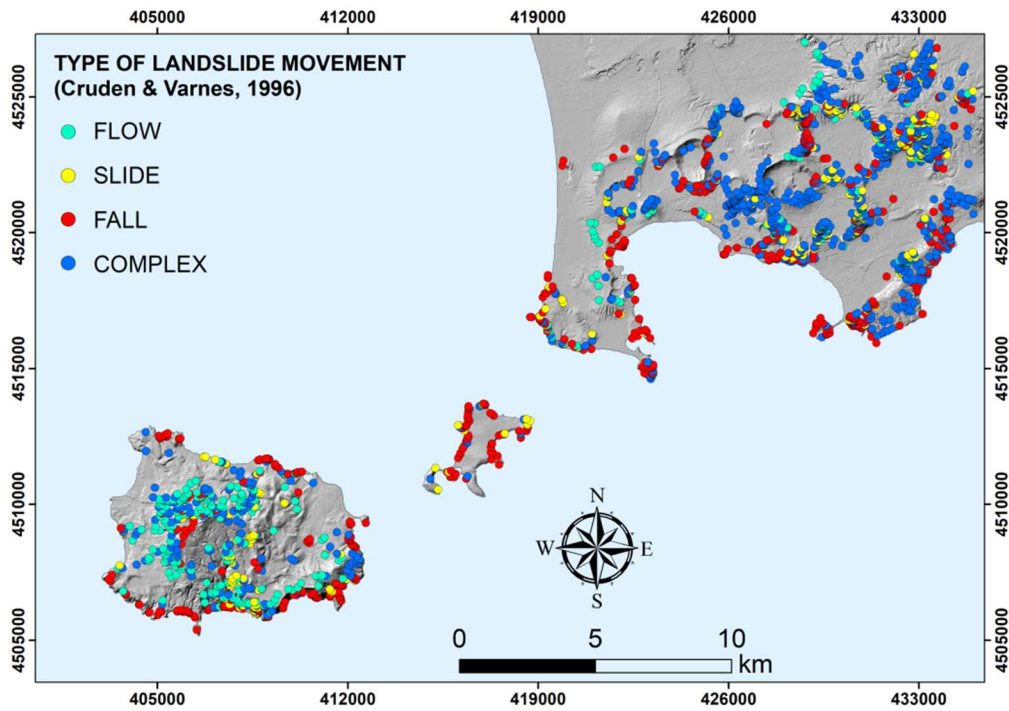 405000 412000 419000 426000 433000
TYPE OF LANDSLIDE MOVEMENT
(Cruden & Varnes, 1996)
FLOW
SLIDE
FALL
COMPLEX
4525000 4525000
4520000 4520000
4515000 4515000
4510000 4510000
4505000 4505000
N
W E
S
0 5 10
km
405000 412000 419000 426000 433000